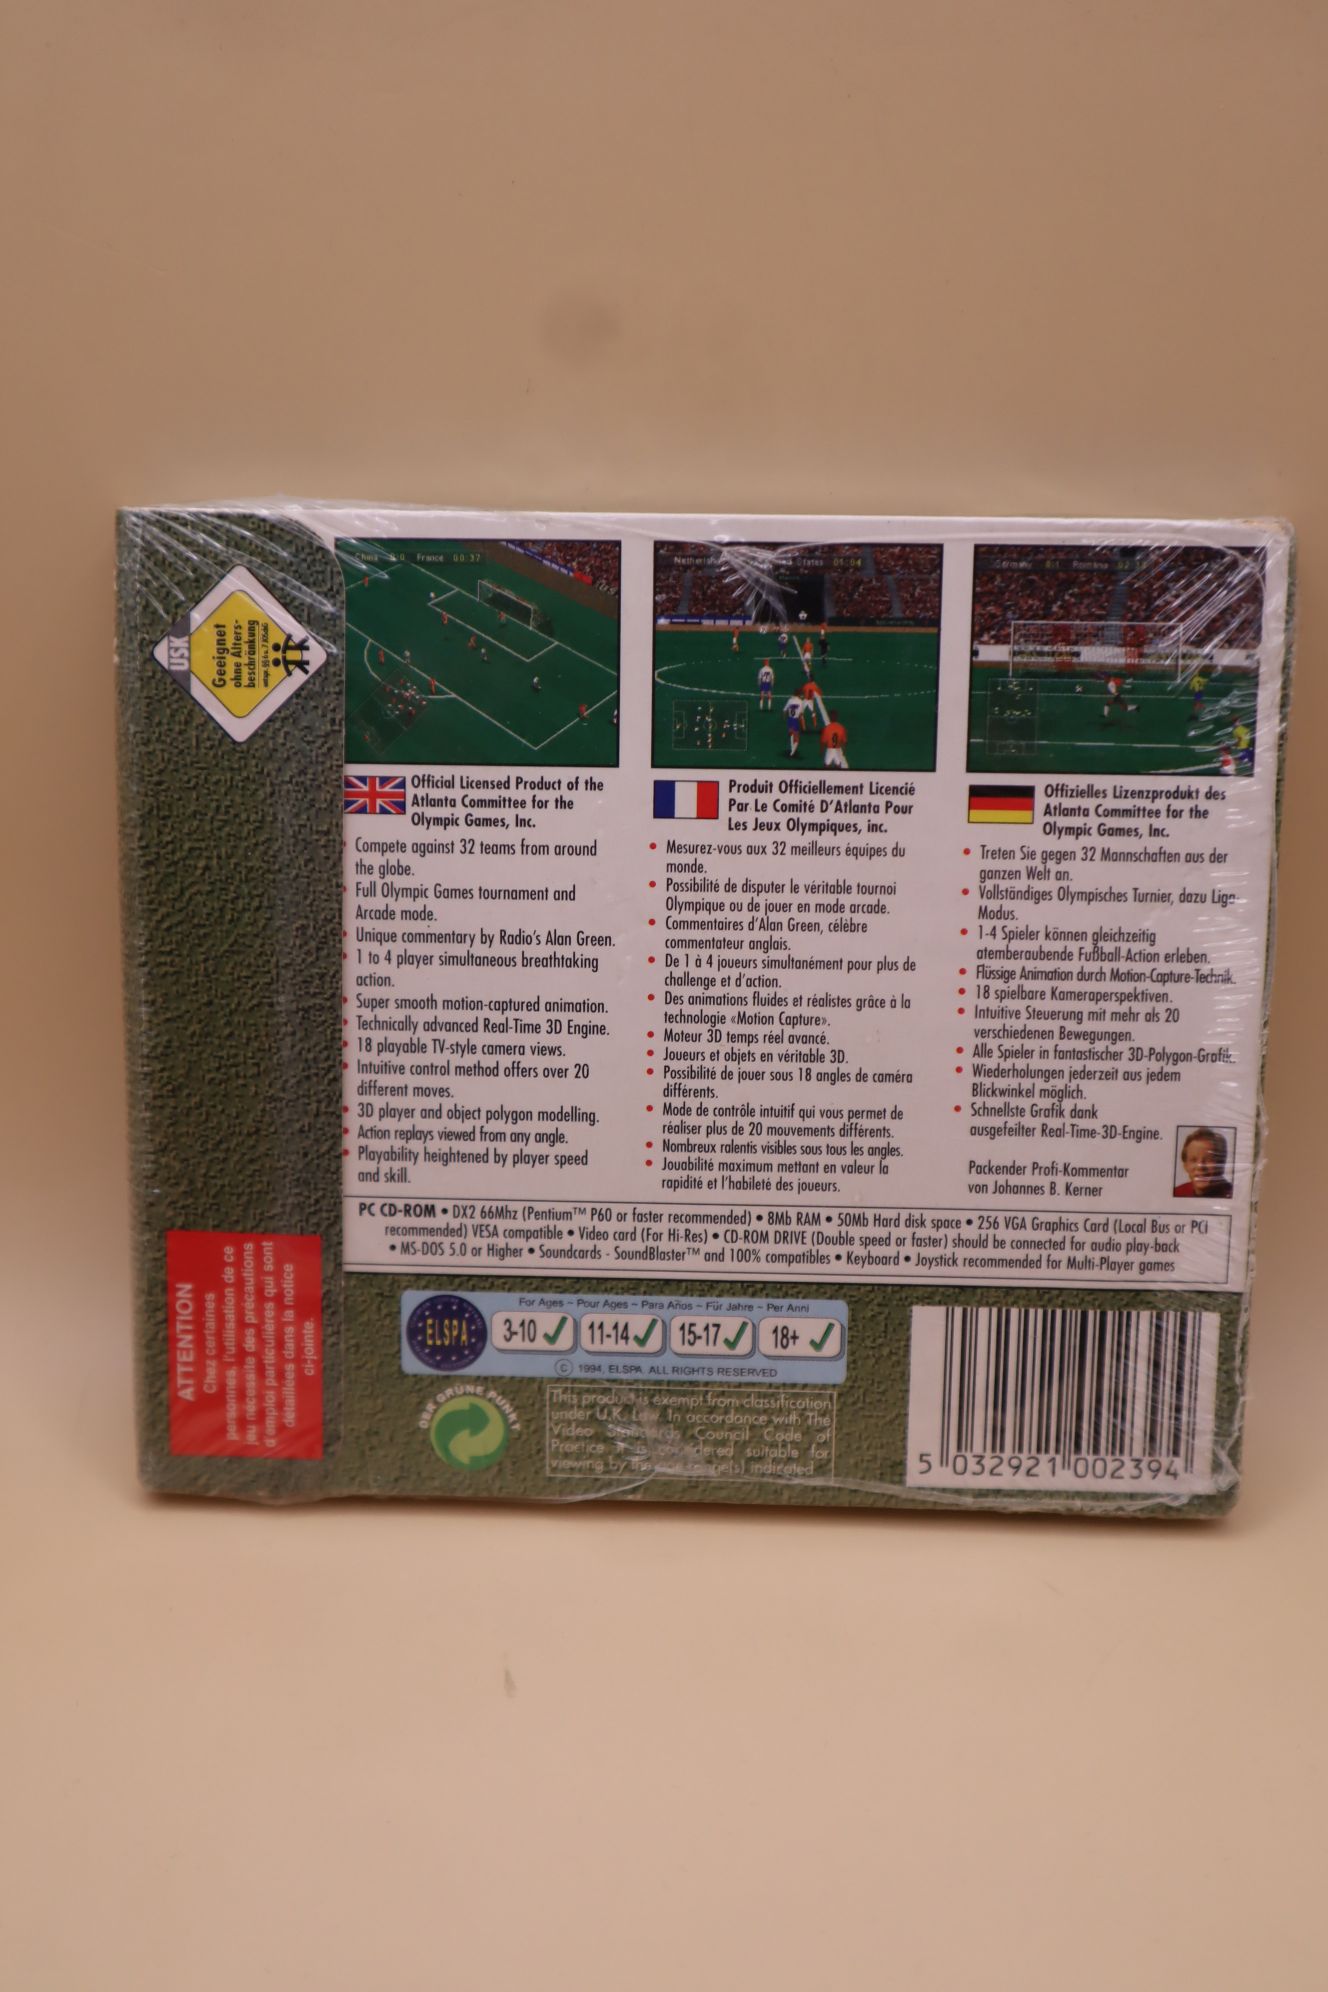 USK
Geeignet
ohne Alters-
beschränkung
China 0:0 France 00:37
01:04
Germany 0:1 Romania
Official Licensed Product of the
Atlanta Committee for the
Olympic Games, Inc.
Compete against 32 teams from around
the globe.
Full Olympic Games tournament and
Arcade mode.
Unique commentary by Radio's Alan Green.
1 to 4 player simultaneous breathtaking
action.
Super smooth motion-captured animation.
Technically advanced Real-Time 3D Engine.
18 playable TV-style camera views.
Intuitive control method offers over 20
different moves.
3D player and object polygon modelling.
Action replays viewed from any angle.
Playability heightened by player speed
and skill.
Produit Officiellement Licencié
Par Le Comité D'Atlanta Pour
Les Jeux Olympiques, inc.
• Mesurez-vous aux 32 meilleurs équipes du
monde.
• Possibilité de disputer le véritable tournoi
Olympique ou de jouer en mode arcade.
• Commentaires d'Alan Green, célèbre
commentateur anglais.
• De 1 à 4 joueurs simultanément pour plus de
challenge et d'action.
• Des animations fluides et réalistes grâce à la
technologie «Motion Capture».
• Moteur 3D temps réel avancé.
• Joueurs et objets en véritable 3D.
• Possibilité de jouer sous 18 angles de caméra
différents.
• Mode de contrôle intuitif qui vous permet de
réaliser plus de 20 mouvements différents.
• Nombreux ralentis visibles sous tous les angles.
• Jouabilité maximum mettant en valeur la
rapidité et l'habileté des joueurs.
Offizielles Lizenzprodukt des
Atlanta Committee for the
Olympic Games, Inc.
• Treten Sie gegen 32 Mannschaften aus der
ganzen Welt an.
• Vollständiges Olympisches Turnier, dazu Liga-
Modus.
• 1-4 Spieler können gleichzeitig
atemberaubende Fußball-Action erleben.
• Flüssige Animation durch Motion-Capture-Technik.
• 18 spielbare Kameraperspektiven.
• Intuitive Steuerung mit mehr als 20
verschiedenen Bewegungen.
• Alle Spieler in fantastischer 3D-Polygon-Grafik.
• Wiederholungen jederzeit aus jedem
Blickwinkel möglich.
• Schnellste Grafik dank
ausgefeilter Real-Time-3D-Engine.
Packender Profi-Kommentar
von Johannes B. Kerner
PC CD-ROM • DX2 66Mhz (Pentium™ P60 or faster recommended) • 8Mb RAM • 50Mb Hard disk space • 256 VGA Graphics Card (Local Bus or PCI
recommended) VESA compatible • Video card (For Hi-Res) • CD-ROM DRIVE (Double speed or faster) should be connected for audio play-back
• MS-DOS 5.0 or Higher • Soundcards - SoundBlaster™ and 100% compatibles • Keyboard • Joystick recommended for Multi-Player games
ATTENTION
Chez certaines
personnes, l'utilisation de ce
jeu nécessite des précautions
d'emploi particulières qui sont
détaillées dans la notice
ci-jointe.
ELSPA
For Ages ~ Pour Ages ~ Para Años ~ Für Jahre ~ Per Anni
3-10 11-14 15-17 18+
© 1994, ELSPA. ALL RIGHTS RESERVED
DER GRÜNE PUNKT
This product is exempt from classification
under U.K. Law. In accordance with The
Video Standards Council Code of
Practice it is considered suitable for
viewing by the age range(s) indicated
5 032921 002394